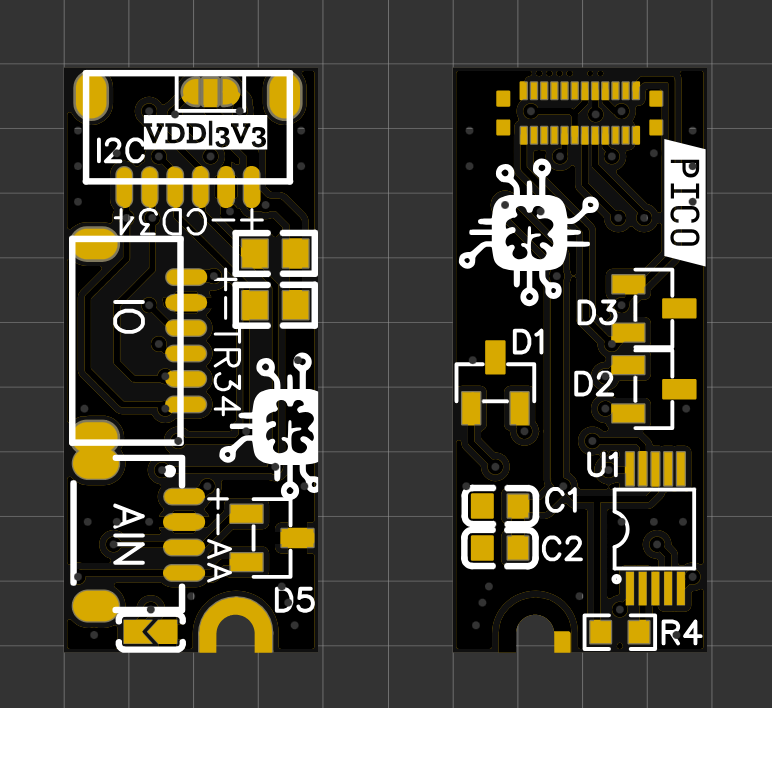 VDD|3V3
I2C
+-CD34
IO
+-TR34
AIN
+-AA
D5
PICO
D3
D1
D2
U1
C1
C2
R4